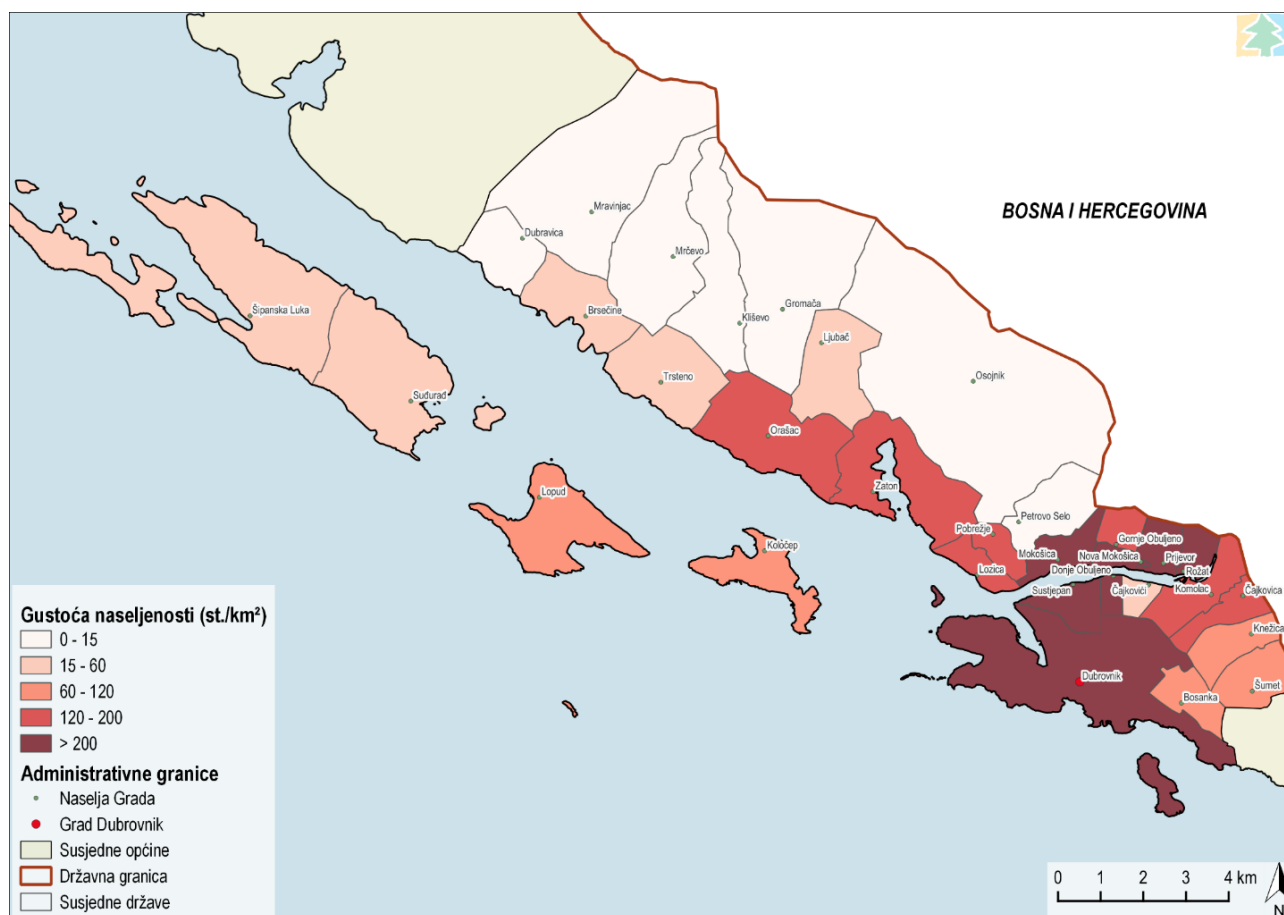 BOSNA I HERCEGOVINA
Mravinjac
Dubravica
Mrčevo
Šipanska Luka
Brsečine
Gromača
Kliševo
Ljubač
Trsteno
Osojnik
Suđurađ
Orašac
Lopud
Zaton
Petrovo Selo
Pobrežje
Gornje Obuljeno
Koločep
Mokošica
Nova Mokošica
Prijevor
Lozica
Donje Obuljeno
Rožat
Sustjepan
Čajkovići
Komolac
Čajkovica
Knežica
Dubrovnik
Šumet
Bosanka
Gustoća naseljenosti (st./km²)
0 - 15
15 - 60
60 - 120
120 - 200
> 200
Administrativne granice
Naselja Grada
Grad Dubrovnik
Susjedne općine
Državna granica
Susjedne države
0 1 2 3 4 km
N